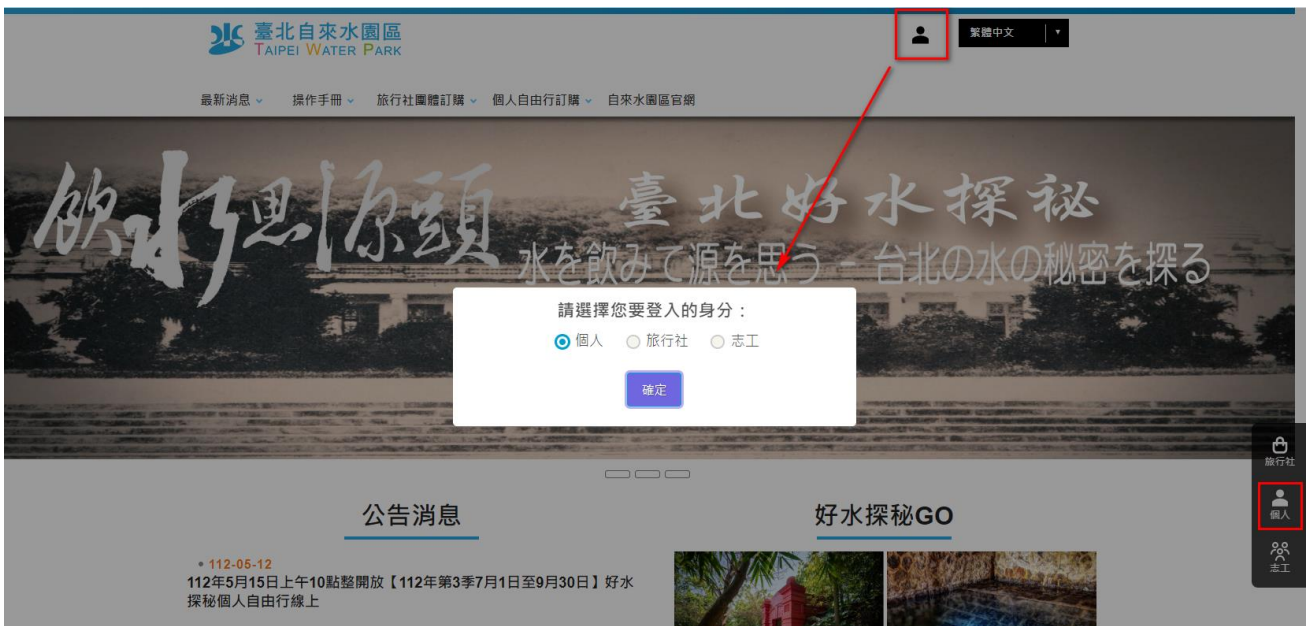 臺北自來水園區
TAIPEI WATER PARK
繁體中文
最新消息 操作手冊 旅行社團體訂購 個人自由行訂購 自來水園區官網
飲水思源頭
臺北好水探秘
水を飲みて源を思う – 台北の水の秘密を探る
請選擇您要登入的身分：
個人 旅行社 志工
確定
旅行社
個人
志工
公告消息
好水探秘GO
112-05-12
112年5月15日上午10點整開放【112年第3季7月1日至9月30日】好水
探秘個人自由行線上